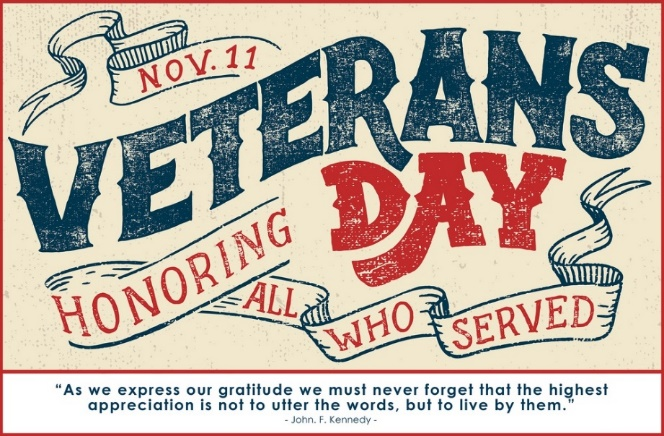 NOV. 11
VETERANS
DAY
HONORING
ALL
WHO
SERVED
“As we express our gratitude we must never forget that the highest
appreciation is not to utter the words, but to live by them.”
- John. F. Kennedy -